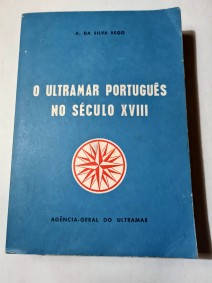 A. DA SILVA REGO
O ULTRAMAR PORTUGUÊS
NO SÉCULO XVIII
AGÊNCIA-GERAL DO ULTRAMAR